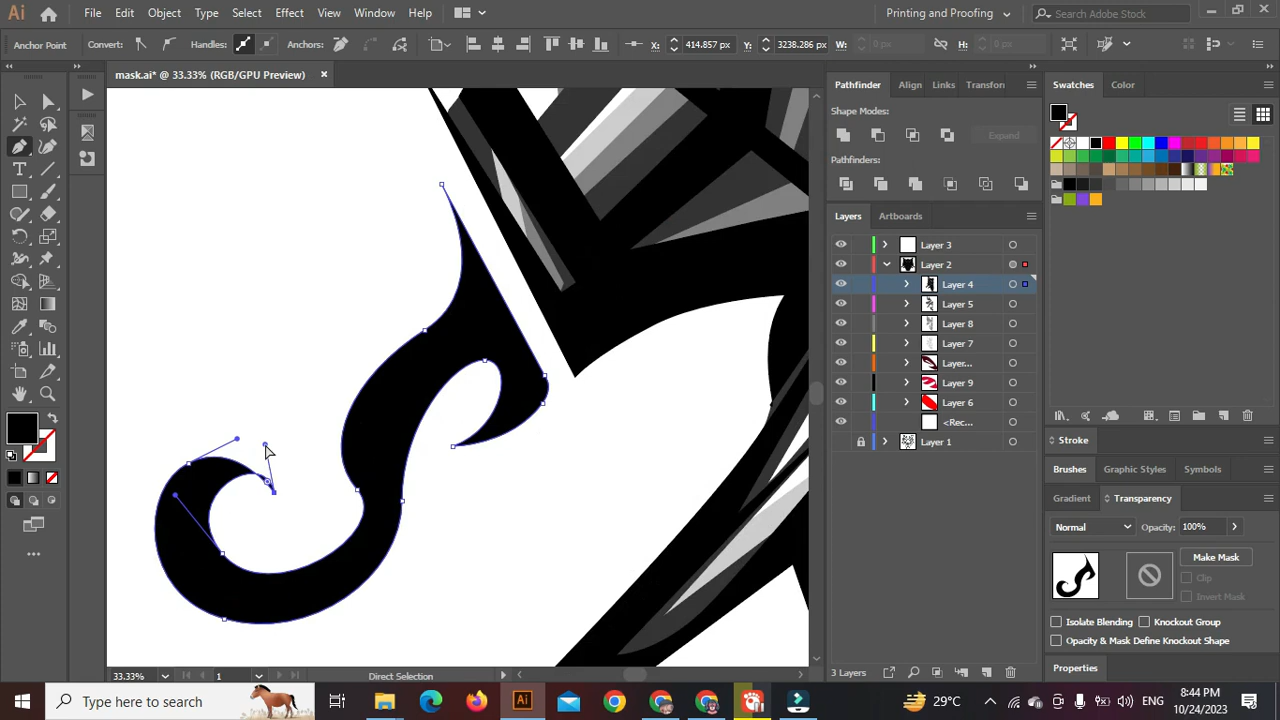 Ai File Edit Object Type Select Effect View Window Help Printing and Proofing Search Adobe Stock
Anchor Point Convert: Handles: Anchors: X: 414.857 px Y: 3238.286 px W: 0 px H: 0 px
mask.ai* @ 33.33% (RGB/GPU Preview)
Pathfinder Align Links Transfon
Swatches Color
Shape Modes:
Expand
Pathfinders:
Layers Artboards
Layer 3
Layer 2
Layer 4
Layer 5
Layer 8
Layer 7
Layer...
Layer 9
Layer 6
<Rec...
Layer 1
Stroke
Brushes Graphic Styles Symbols
Gradient Transparency
Normal Opacity: 100%
Make Mask
Clip
Invert Mask
Isolate Blending Knockout Group
Opacity & Mask Define Knockout Shape
Properties
33.33% 1 Direct Selection 3 Layers
Type here to search Ai 29°C ENG 8:44 PM
10/24/2023